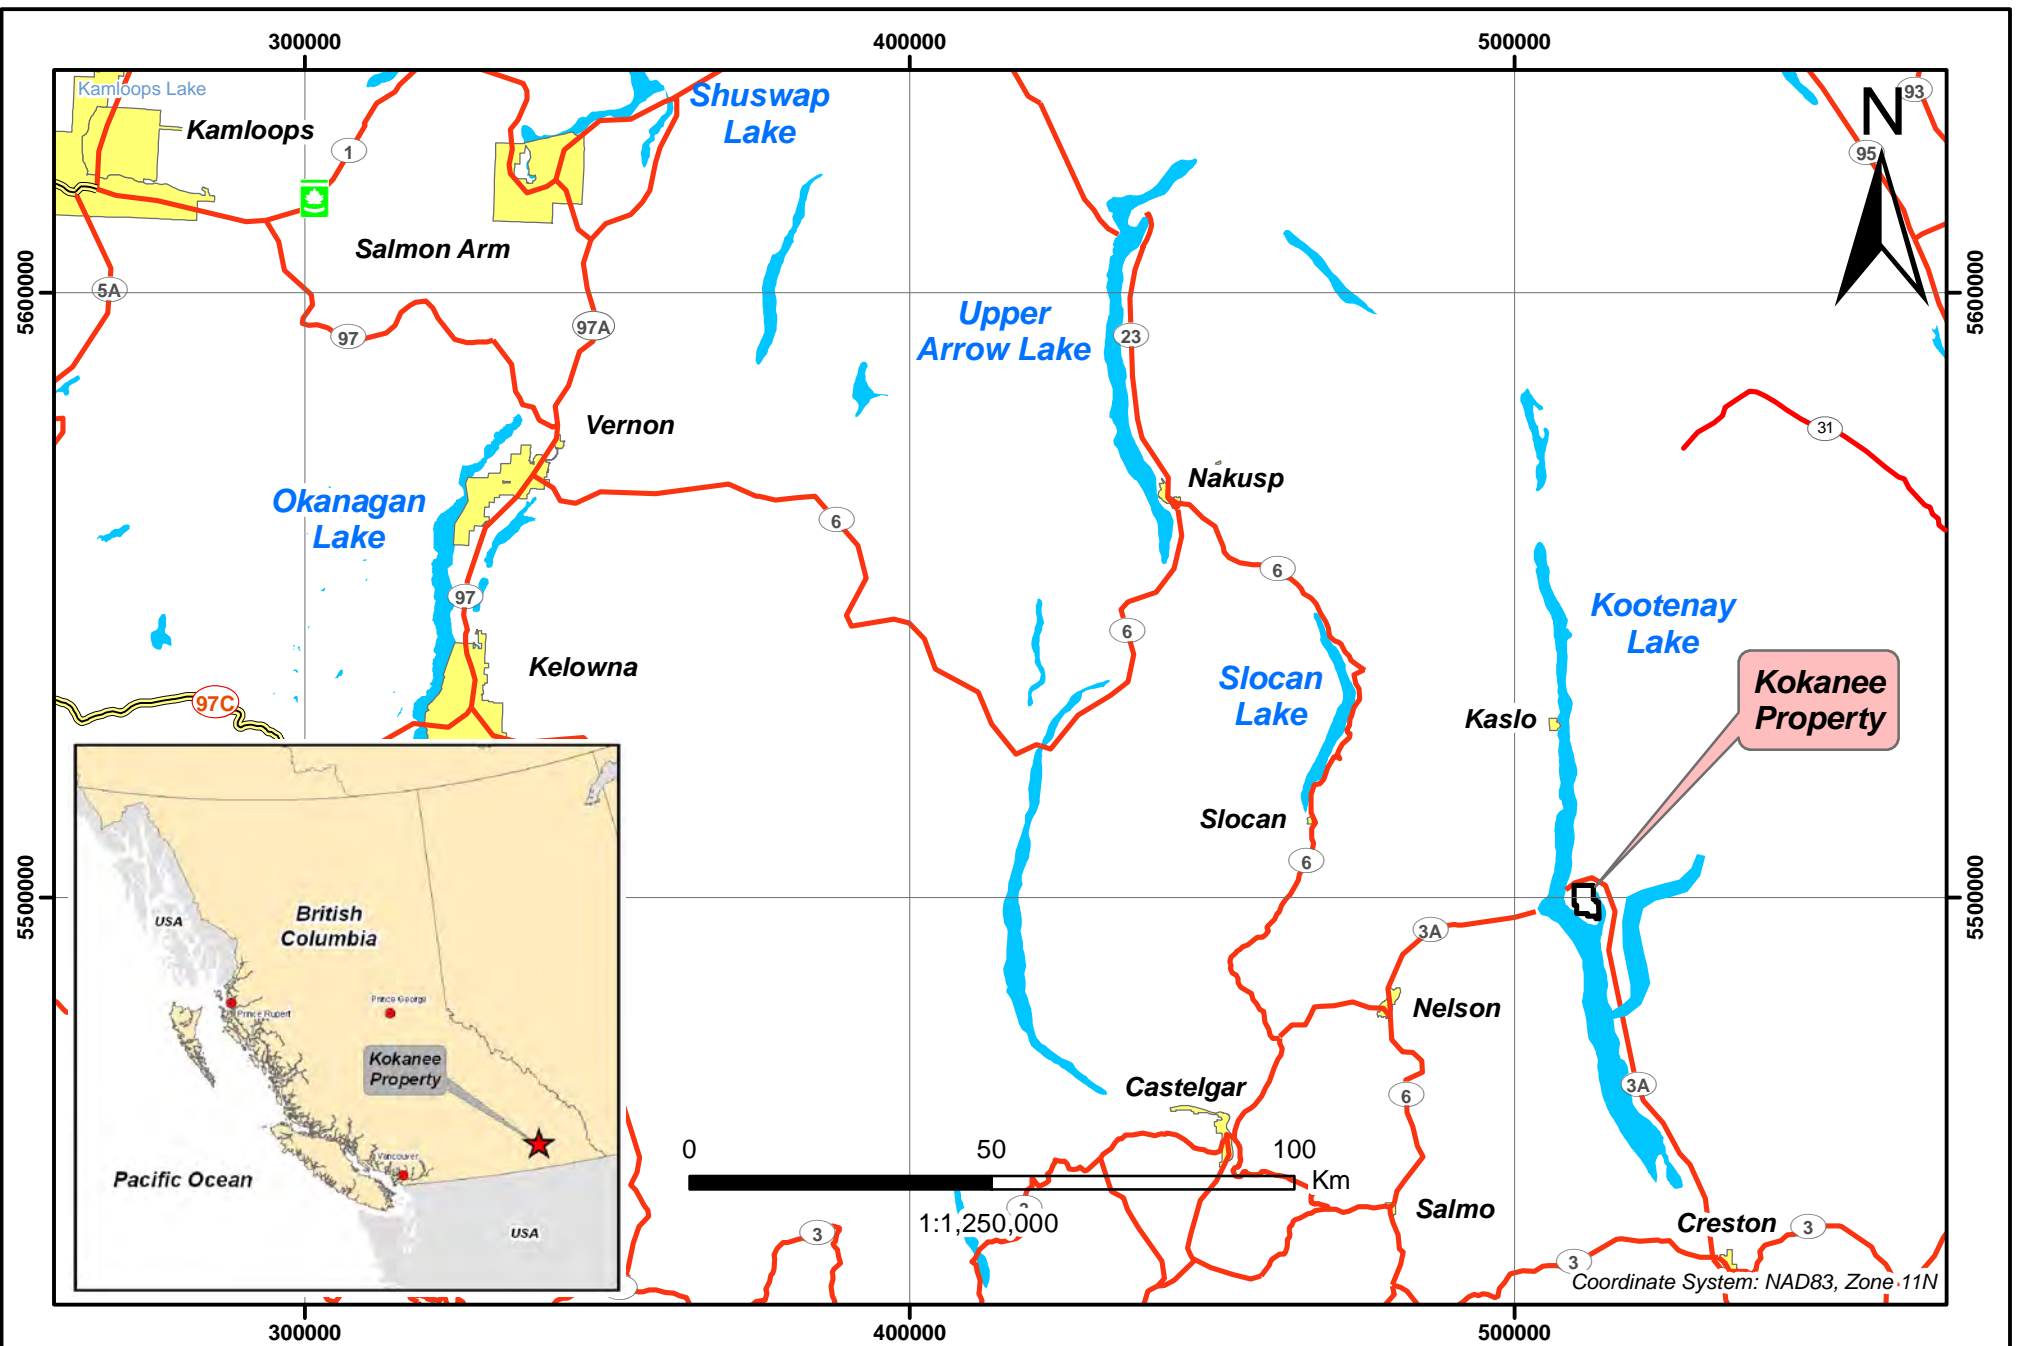 300000
400000
500000
Kamloops Lake
Kamloops
Shuswap
Lake
N
93
1
95
Salmon Arm
5600000
5600000
5A
97
97A
Upper
Arrow Lake
23
31
Vernon
Nakusp
Okanagan
Lake
6
6
97
6
Kootenay
Lake
Kelowna
Slocan
Lake
Kokanee
Property
97C
Kaslo
Slocan
6
5500000
5500000
3A
British
Columbia
USA
Prince George
Prince Rupert
Nelson
Kokanee
Property
Castelgar
3A
6
Vancouver
Pacific Ocean
USA
0
50
100
Km
1:1,250,000
3
Salmo
Creston
3
3
3
Coordinate System: NAD83, Zone 11N
300000
400000
500000